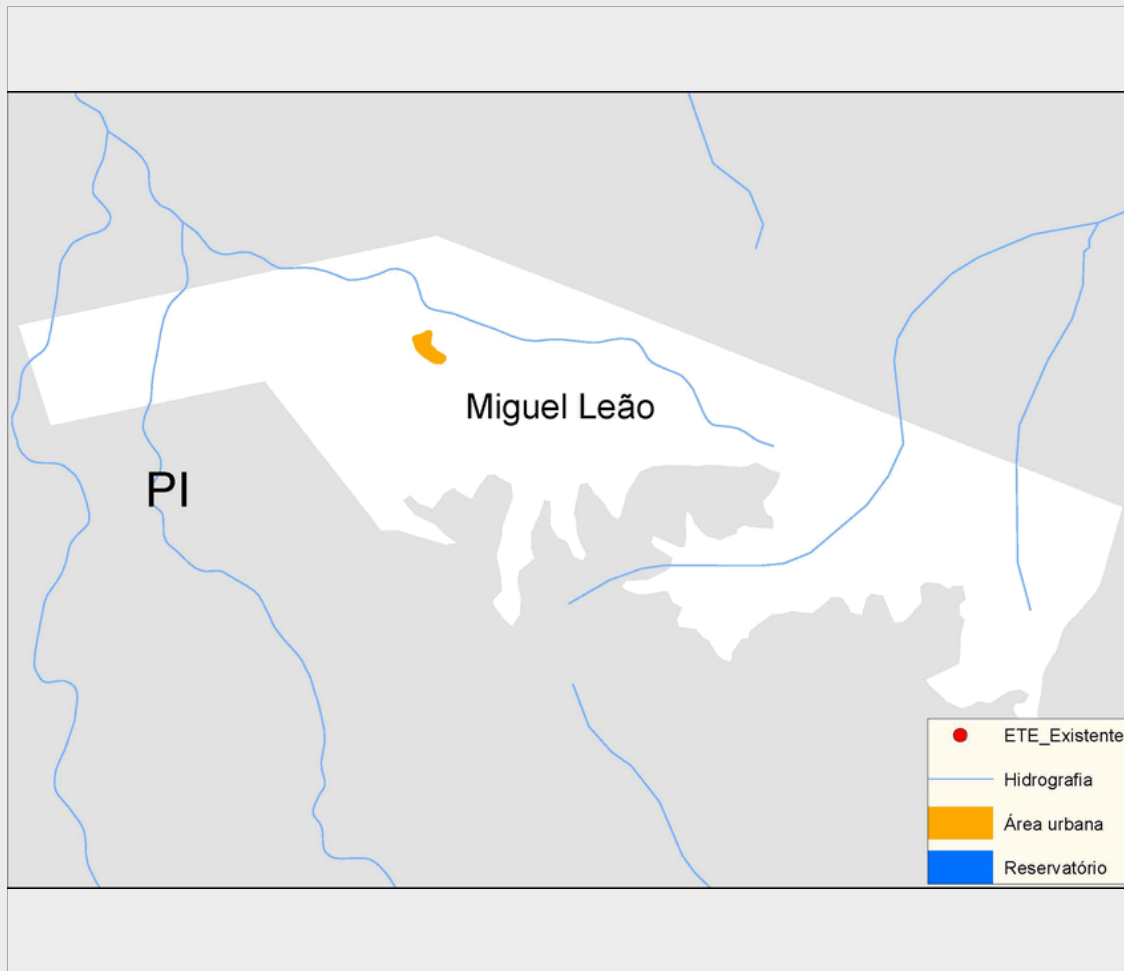 Miguel Leão
PI
ETE_Existente
Hidrografia
Área urbana
Reservatório